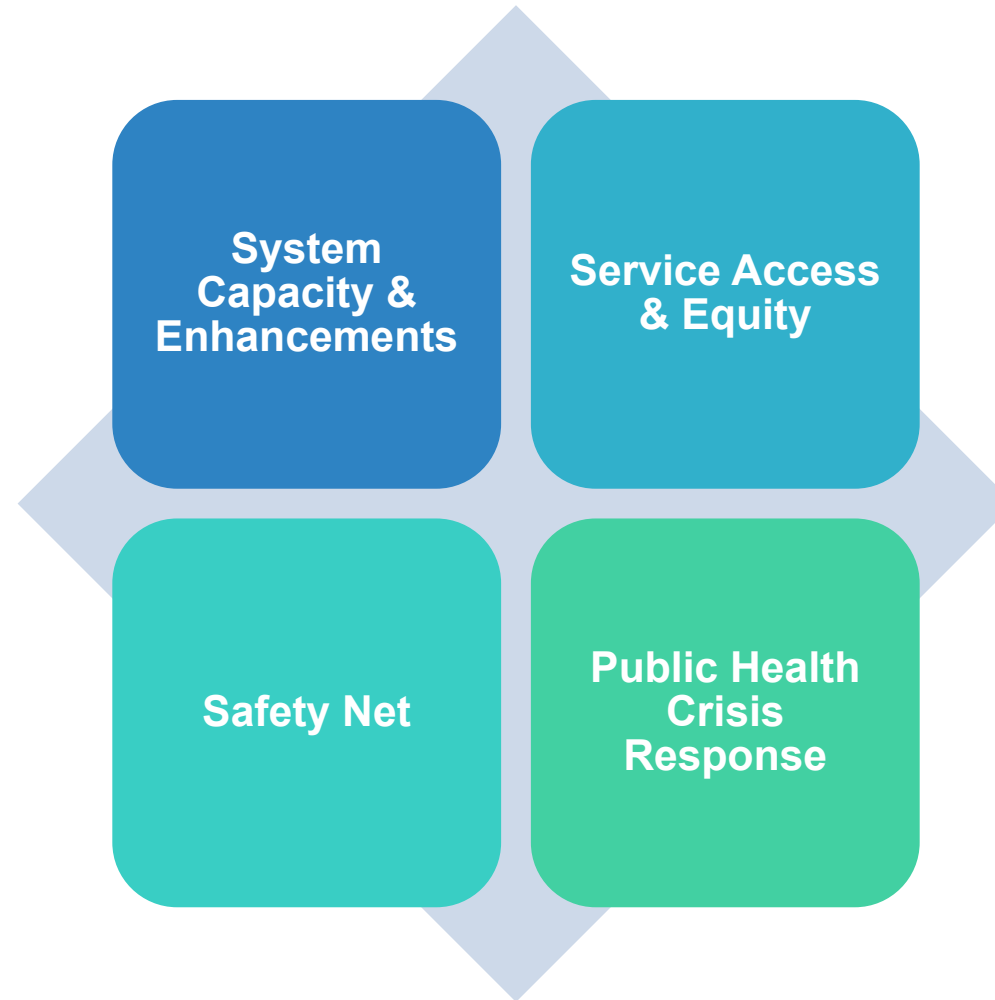 System
Capacity &
Enhancements
Service Access
& Equity
Safety Net
Public Health
Crisis
Response